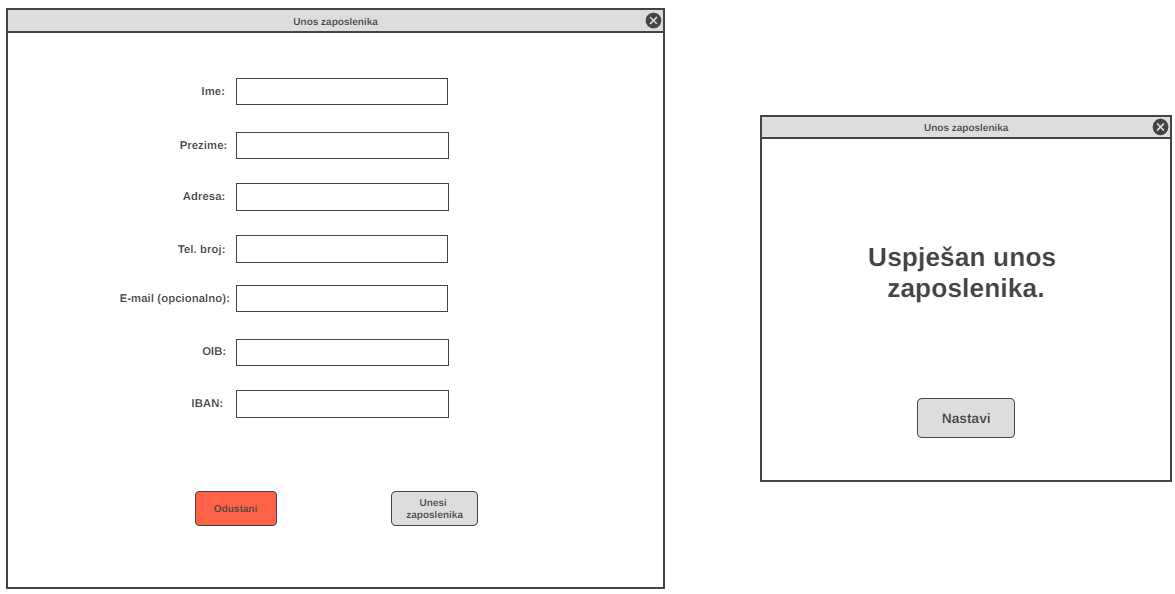 Unos zaposlenika
Ime:
Prezime:
Adresa:
Tel. broj:
E-mail (opcionalno):
OIB:
IBAN:
Odustani
Unesi
zaposlenika
Unos zaposlenika
Uspješan unos
zaposlenika.
Nastavi